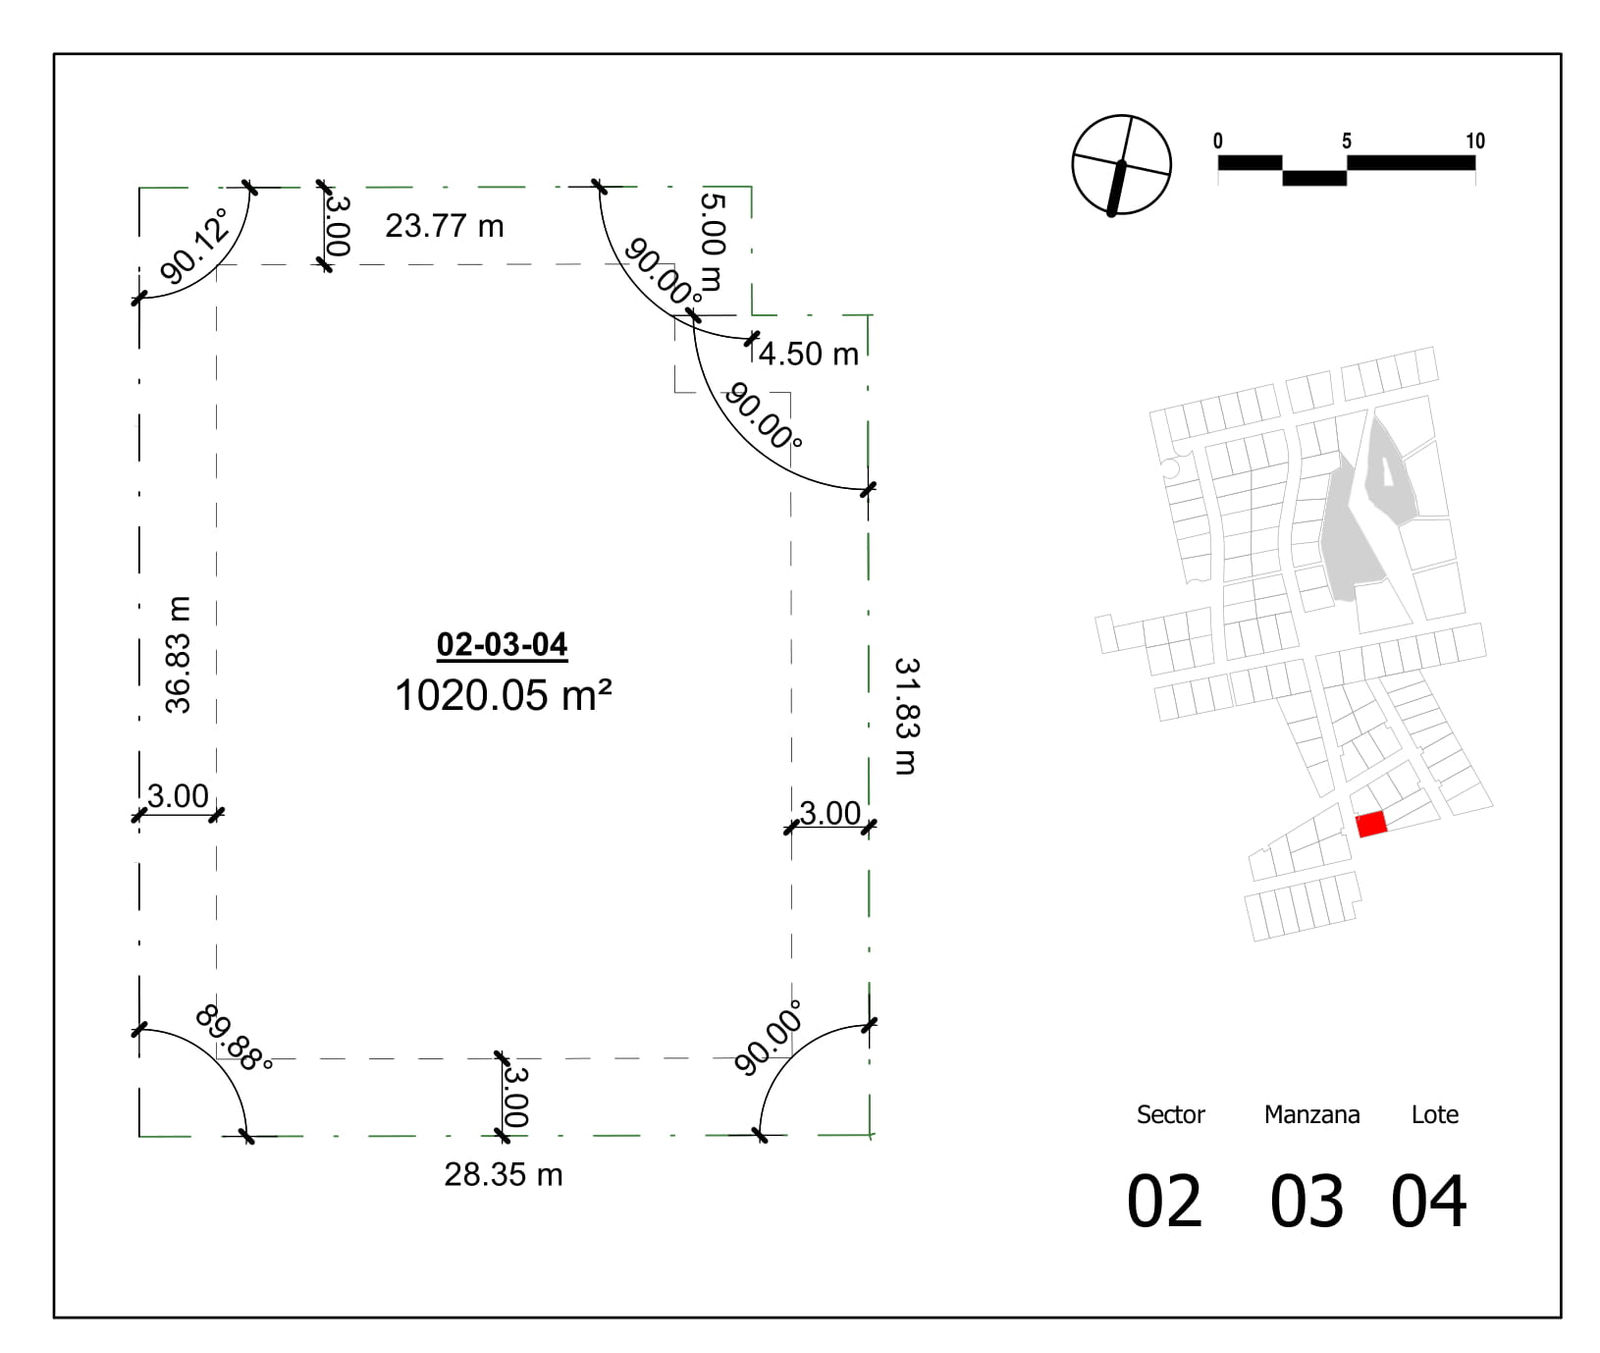 0 5 10
90.12°
3.00
23.77 m
90.00°
5.00 m
4.50 m
90.00°
36.83 m
02-03-04
1020.05 m²
31.83 m
3.00
3.00
89.88°
3.00
90.00°
28.35 m
Sector Manzana Lote
02 03 04